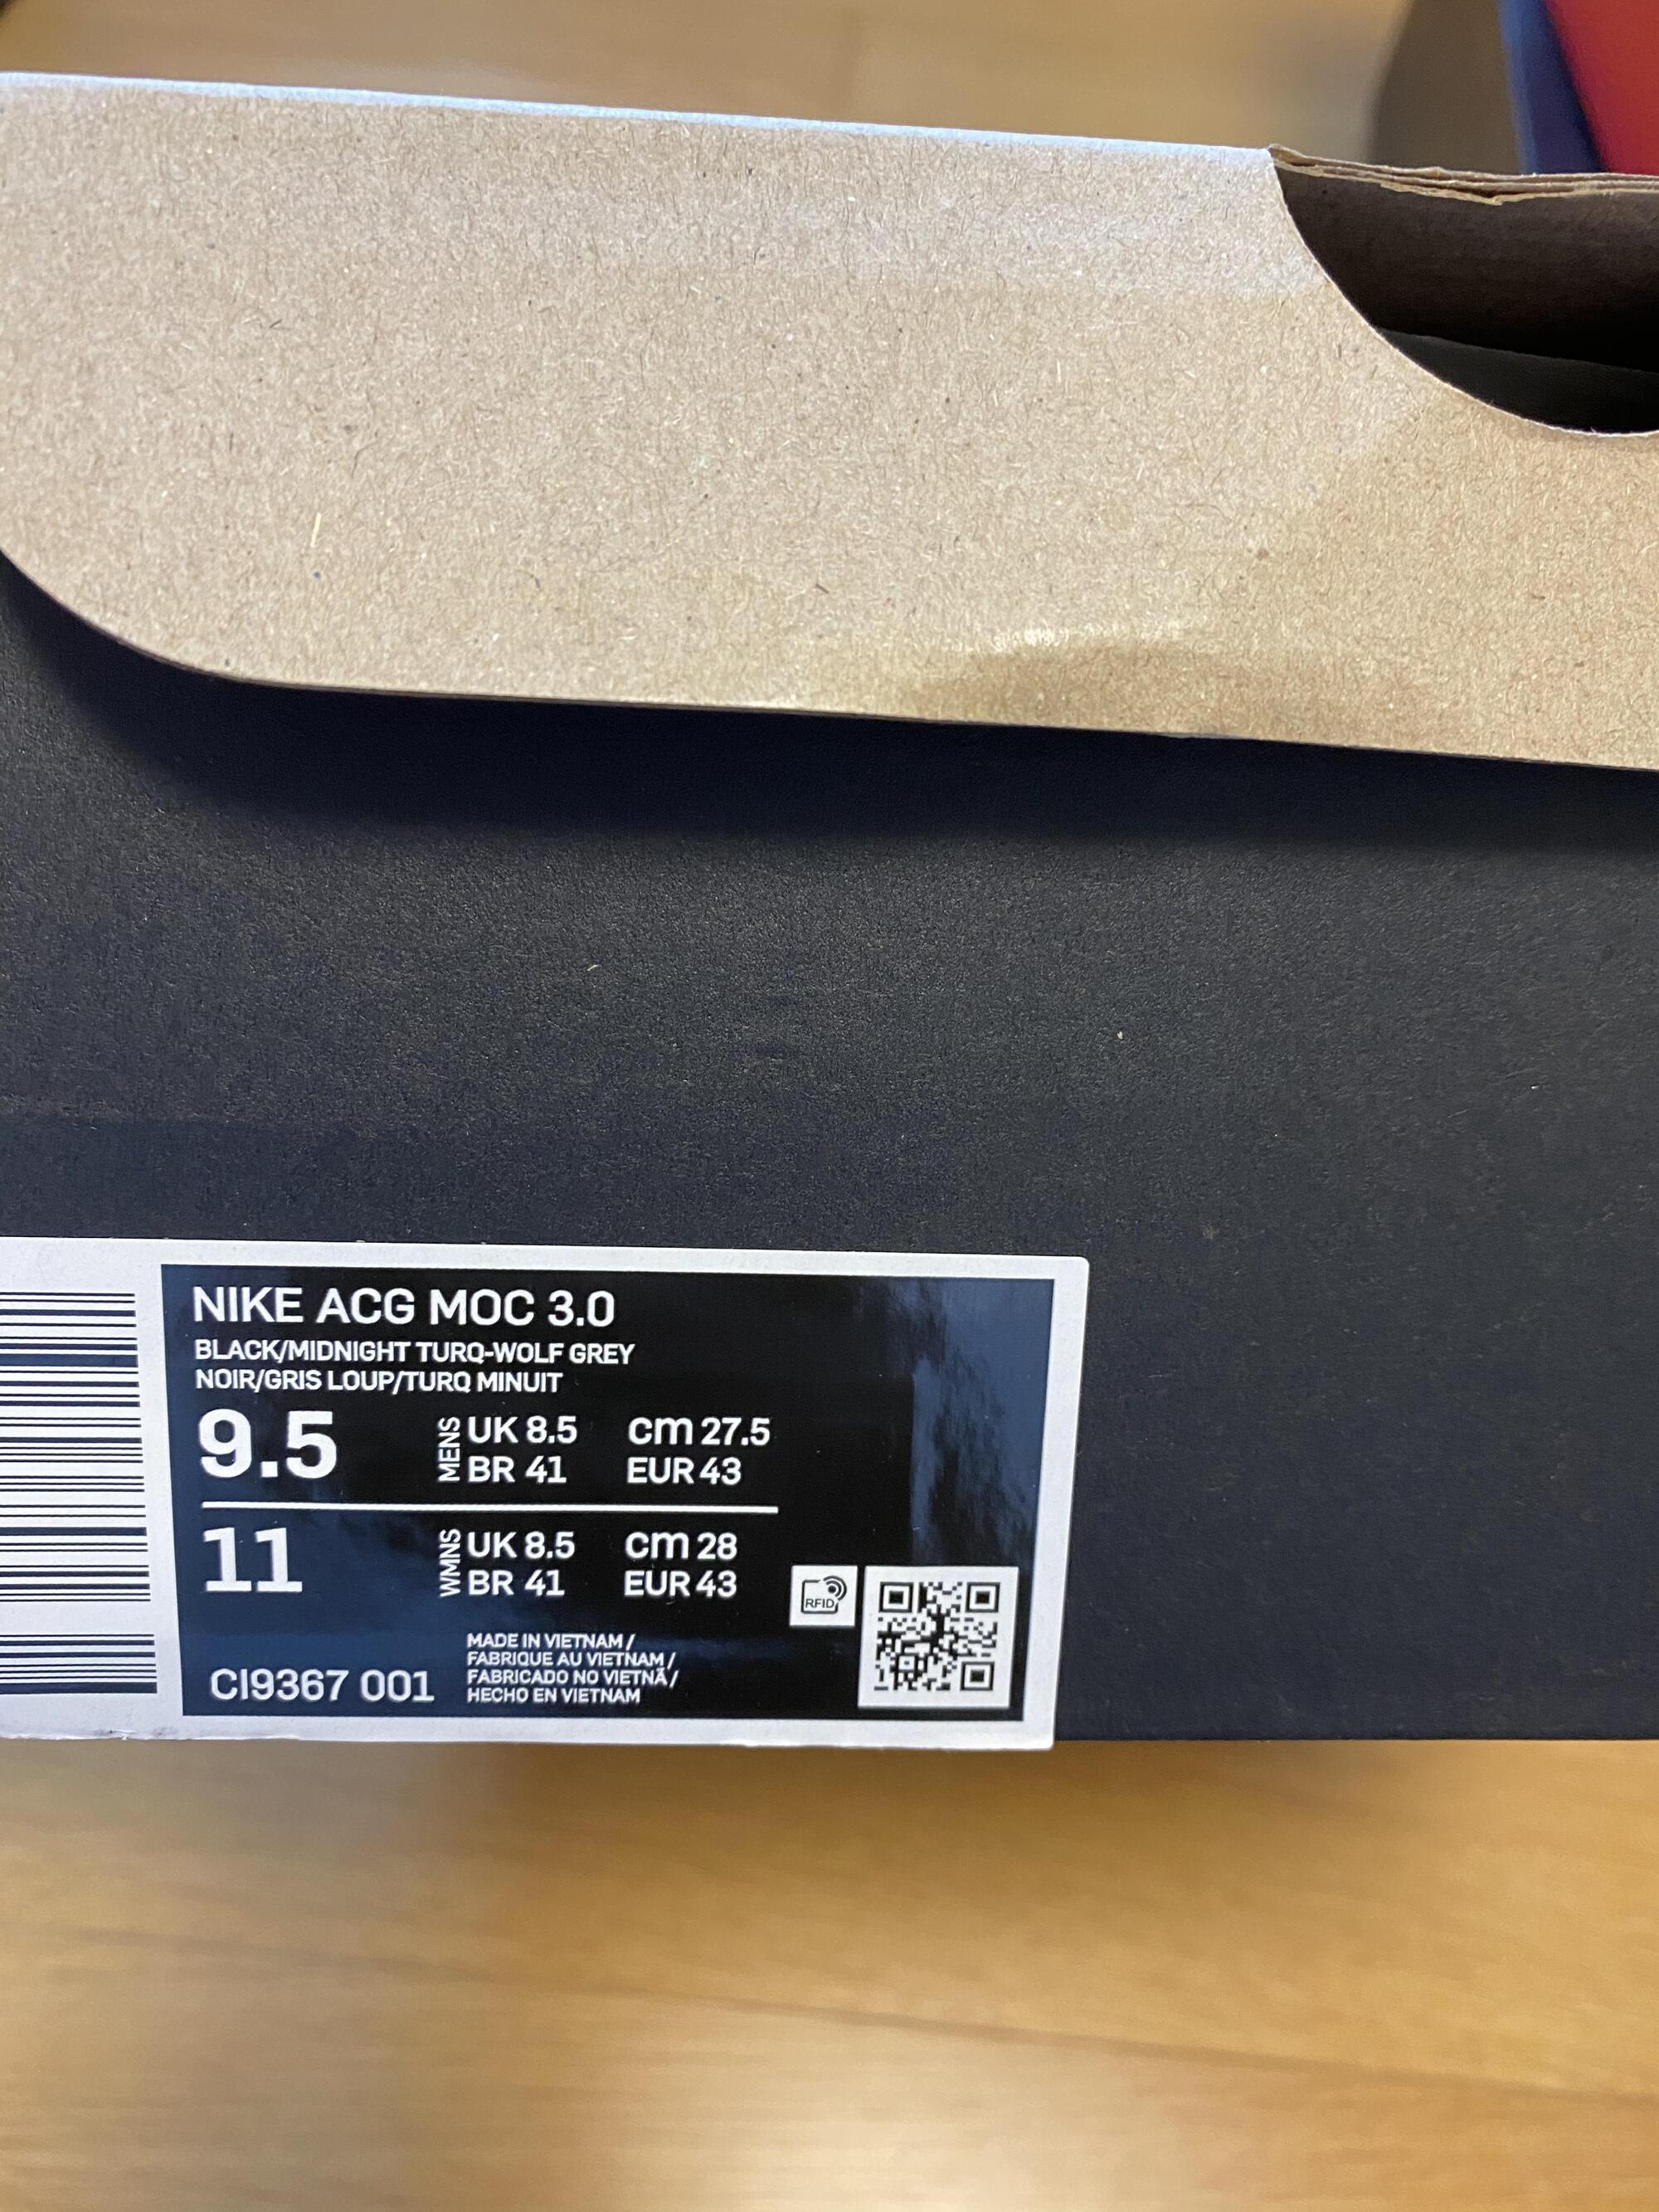 NIKE ACG MOC 3.0
BLACK/MIDNIGHT TURQ-WOLF GREY
NOIR/GRIS LOUP/TURQ MINUIT
9.5 MENS UK 8.5 cm 27.5
BR 41 EUR 43
11 WMNS UK 8.5 cm 28
BR 41 EUR 43
RFID
MADE IN VIETNAM /
FABRIQUE AU VIETNAM /
FABRICADO NO VIETNÃ /
HECHO EN VIETNAM
CI9367 001